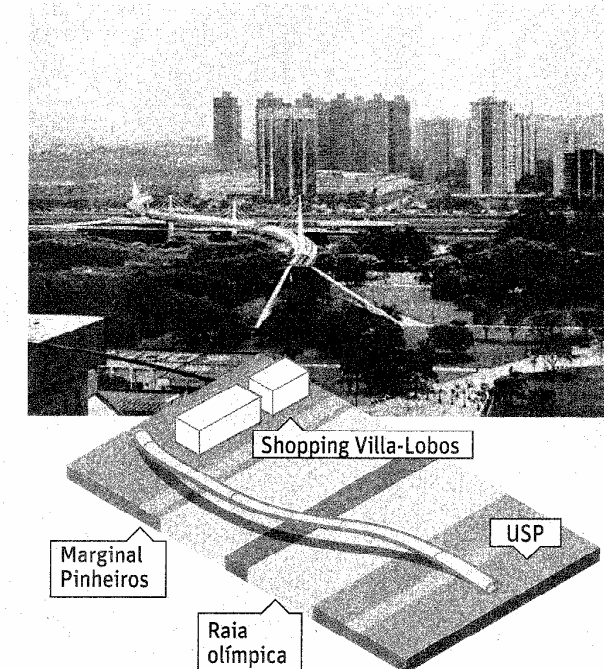 Shopping Villa-Lobos
USP
Marginal
Pinheiros
Raia
olímpica